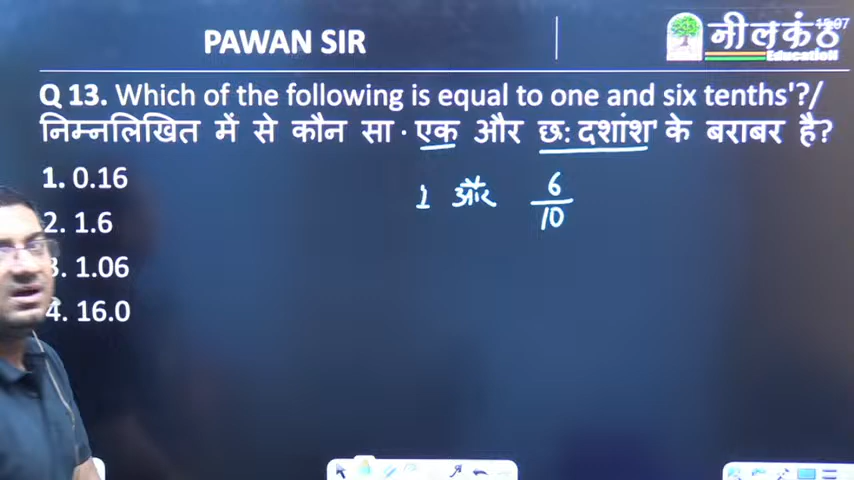 PAWAN SIR
नीलकंठ
Education
15:07
Q 13. Which of the following is equal to one and six tenths'?/
निम्नलिखित में से कौन सा · एक और छ: दशांश' के बराबर है?
1. 0.16
2. 1.6
3. 1.06
4. 16.0
1 और 6/10